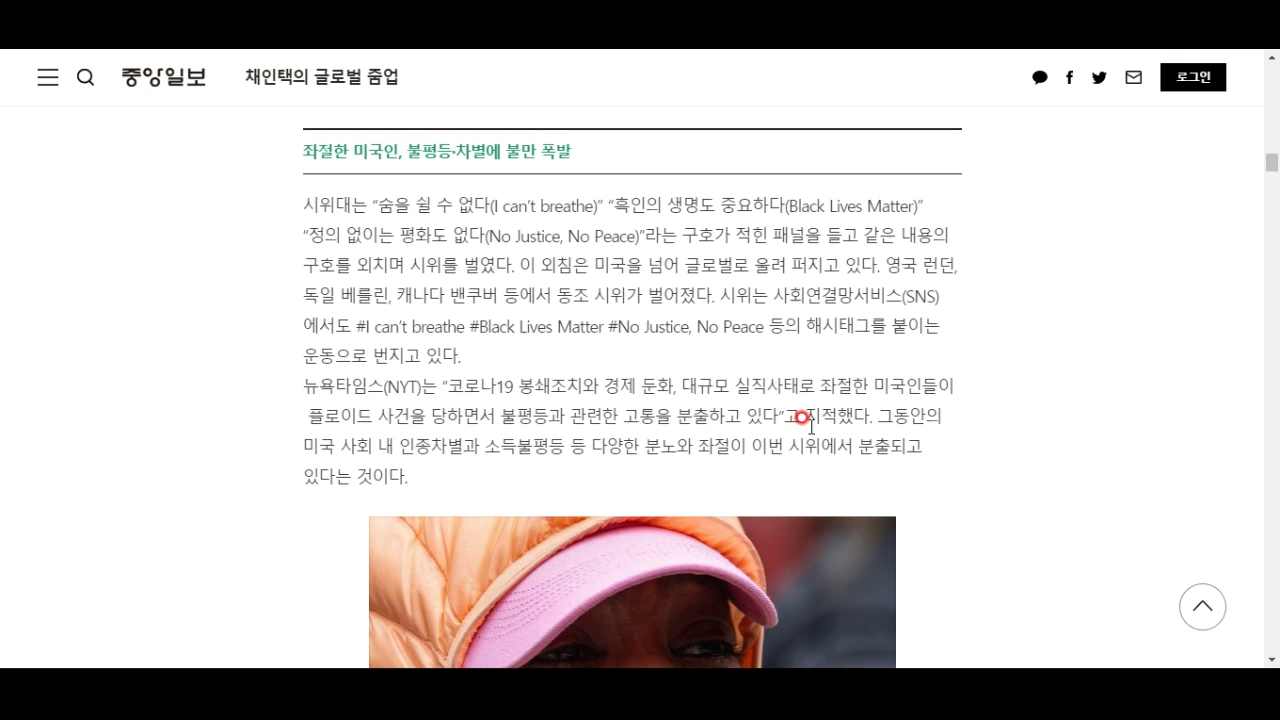 중앙일보 채인택의 글로벌 줌업 로그인
좌절한 미국인, 불평등·차별에 불만 폭발
시위대는 “숨을 쉴 수 없다(I can’t breathe)” “흑인의 생명도 중요하다(Black Lives Matter)”
“정의 없이는 평화도 없다(No Justice, No Peace)”라는 구호가 적힌 패널을 들고 같은 내용의
구호를 외치며 시위를 벌였다. 이 외침은 미국을 넘어 글로벌로 울려 퍼지고 있다. 영국 런던,
독일 베를린, 캐나다 밴쿠버 등에서 동조 시위가 벌어졌다. 시위는 사회연결망서비스(SNS)
에서도 #I can’t breathe #Black Lives Matter #No Justice, No Peace 등의 해시태그를 붙이는
운동으로 번지고 있다.
뉴욕타임스(NYT)는 “코로나19 봉쇄조치와 경제 둔화, 대규모 실직사태로 좌절한 미국인들이
플로이드 사건을 당하면서 불평등과 관련한 고통을 분출하고 있다”고 지적했다. 그동안의
미국 사회 내 인종차별과 소득불평등 등 다양한 분노와 좌절이 이번 시위에서 분출되고
있다는 것이다.